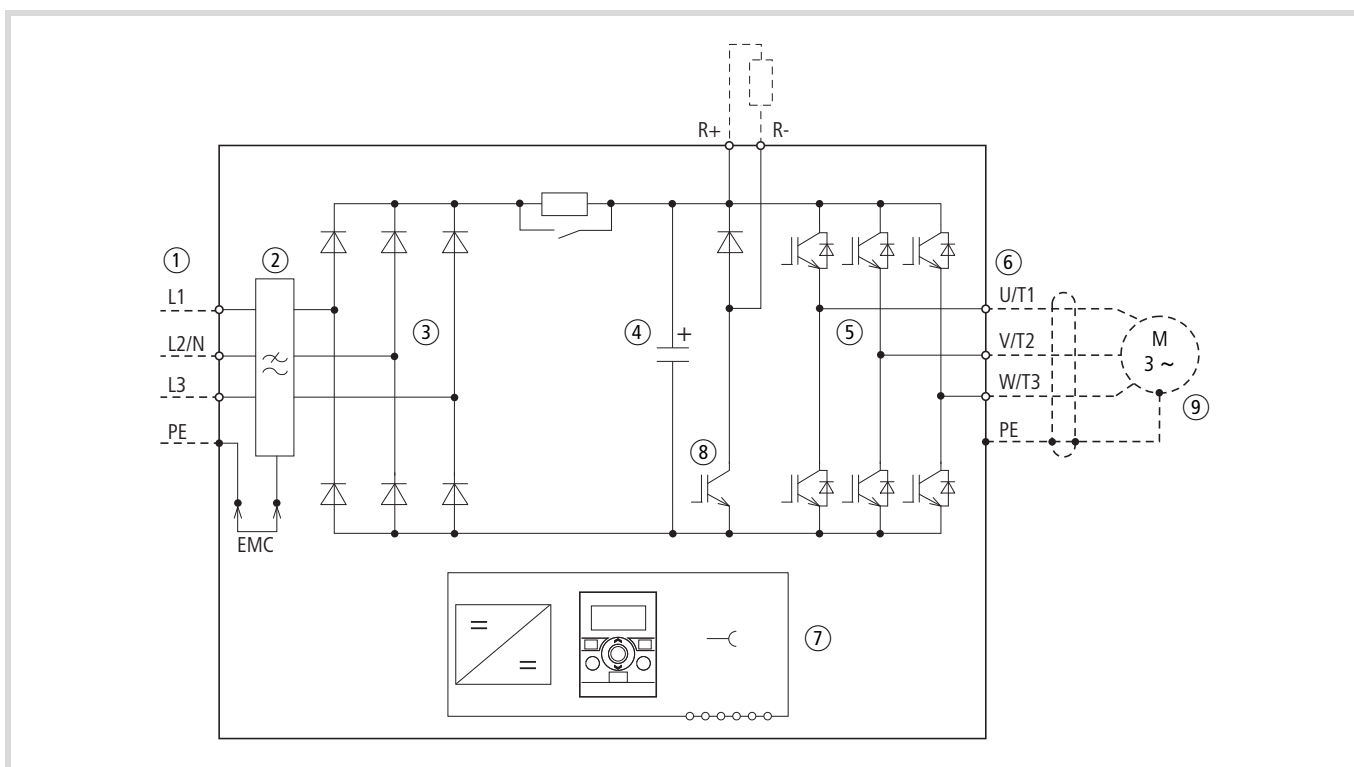 R+ R-
① ② ⑥
L1 U/T1
③ ④ + ⑤
L2/N V/T2 M
3 ~
L3 W/T3
⑨
PE PE
⑧
EMC
⑦